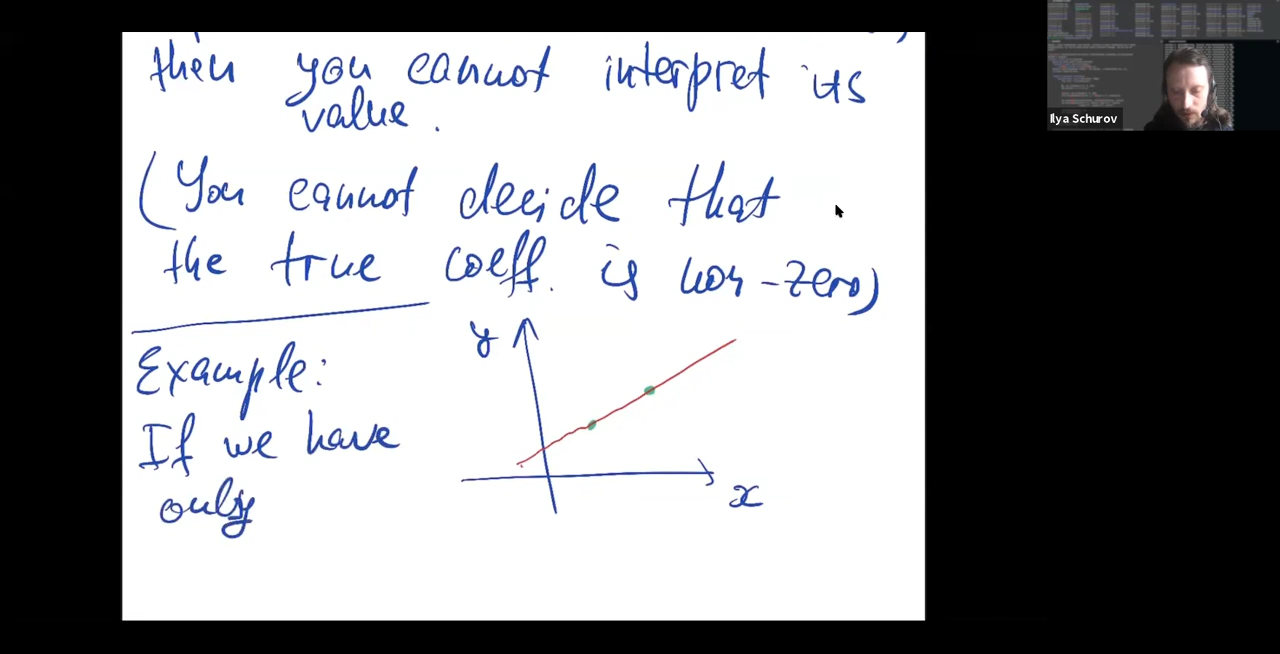 then you cannot interpret its
value.
(You cannot decide that
the true coeff. is non-zero)
Example:
If we have
only
y
x
Ilya Schurov